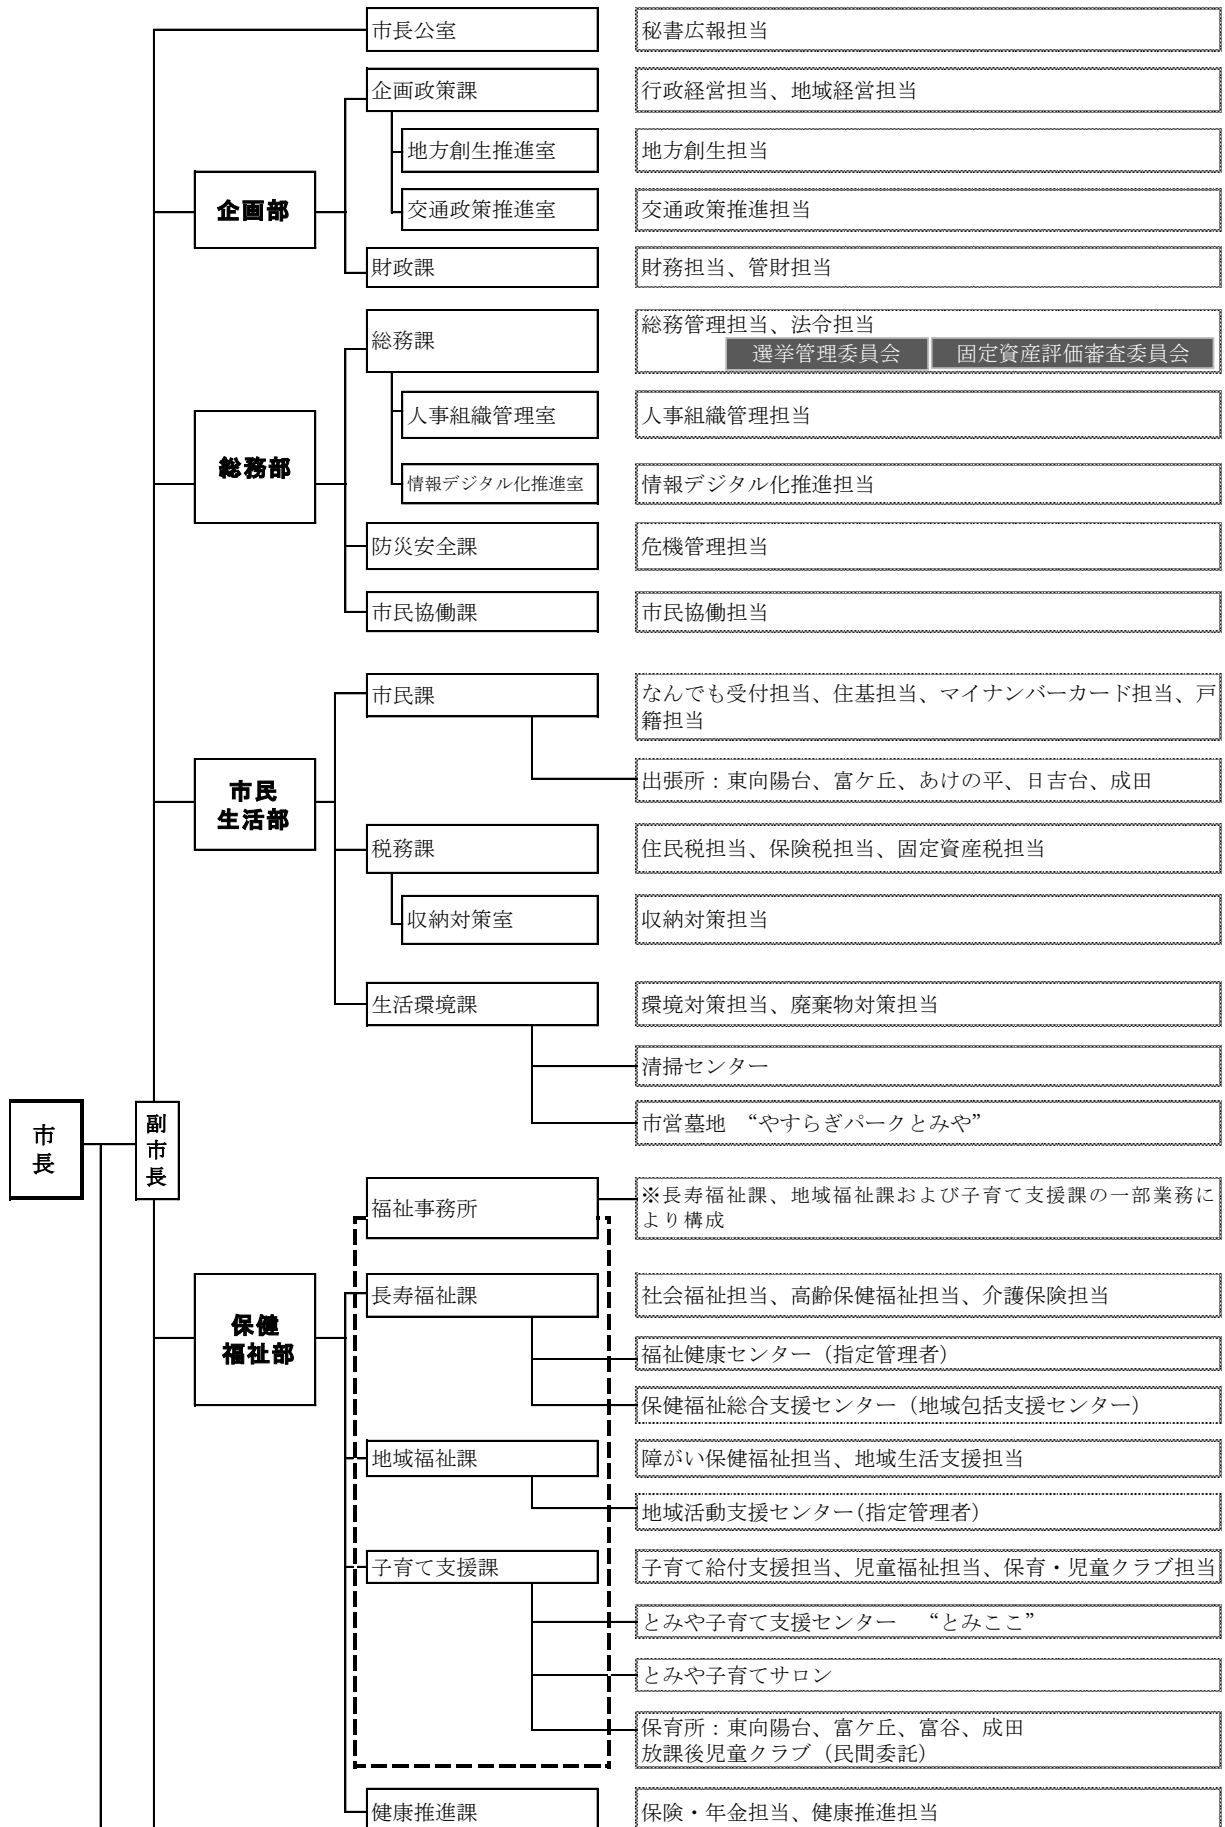 市長公室
秘書広報担当
企画政策課
行政経営担当、地域経営担当
地方創生推進室
地方創生担当
企画部
交通政策推進室
交通政策推進担当
財政課
財務担当、管財担当
総務課
総務管理担当、法令担当
選挙管理委員会
固定資産評価審査委員会
人事組織管理室
人事組織管理担当
総務部
情報デジタル化推進室
情報デジタル化推進担当
防災安全課
危機管理担当
市民協働課
市民協働担当
市民課
なんでも受付担当、住基担当、マイナンバーカード担当、戸
籍担当
出張所：東向陽台、富ケ丘、あけの平、日吉台、成田
市民
生活部
税務課
住民税担当、保険税担当、固定資産税担当
収納対策室
収納対策担当
生活環境課
環境対策担当、廃棄物対策担当
清掃センター
市営墓地　“やすらぎパークとみや”
市
長
副
市
長
福祉事務所
※長寿福祉課、地域福祉課および子育て支援課の一部業務に
より構成
長寿福祉課
社会福祉担当、高齢保健福祉担当、介護保険担当
保健
福祉部
福祉健康センター（指定管理者）
保健福祉総合支援センター（地域包括支援センター）
地域福祉課
障がい保健福祉担当、地域生活支援担当
地域活動支援センター(指定管理者)
子育て支援課
子育て給付支援担当、児童福祉担当、保育・児童クラブ担当
とみや子育て支援センター　“とみここ”
とみや子育てサロン
保育所：東向陽台、富ケ丘、富谷、成田
放課後児童クラブ（民間委託）
健康推進課
保険・年金担当、健康推進担当